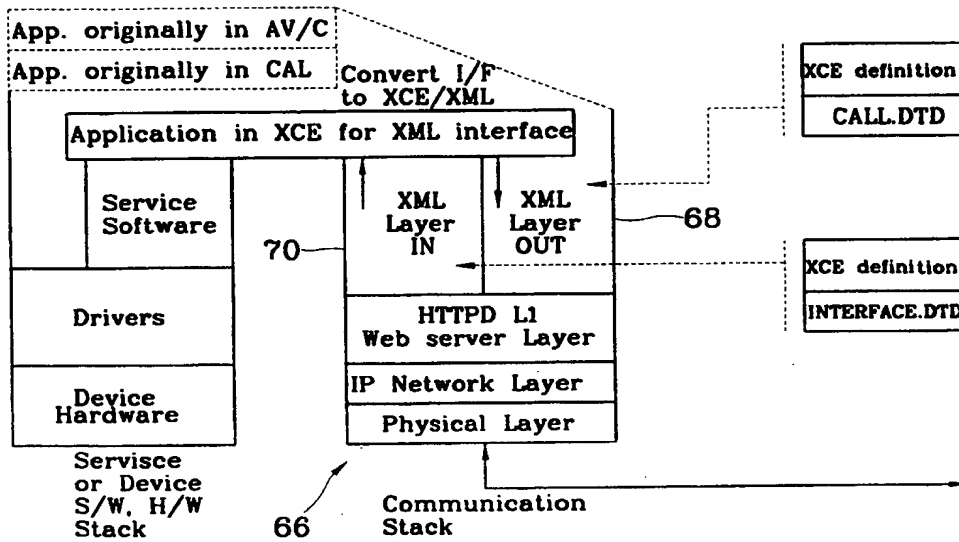 App. originally in AV/C
App. originally in CAL
Convert I/F
to XCE/XML
Application in XCE for XML interface
XCE definition
CALL.DTD
Service
Software
XML
Layer
IN
XML
Layer
OUT
68
70
XCE definition
INTERFACE.DTD
Drivers
HTTPD L1
Web server Layer
IP Network Layer
Device
Hardware
Physical Layer
Servisce
or Device
S/W, H/W
Stack
66
Communication
Stack